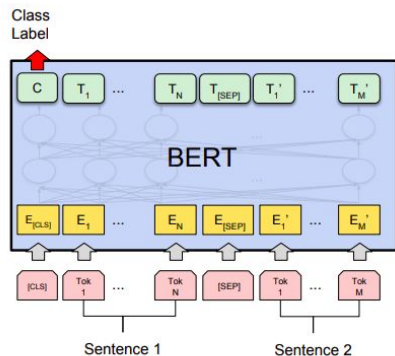 Class
Label
C T1 ... TN T[SEP] T1' ... TM'
BERT
E[CLS] E1 ... EN E[SEP] E1' ... EM'
[CLS] Tok 1 ... Tok N [SEP] Tok 1 ... Tok M
Sentence 1 Sentence 2